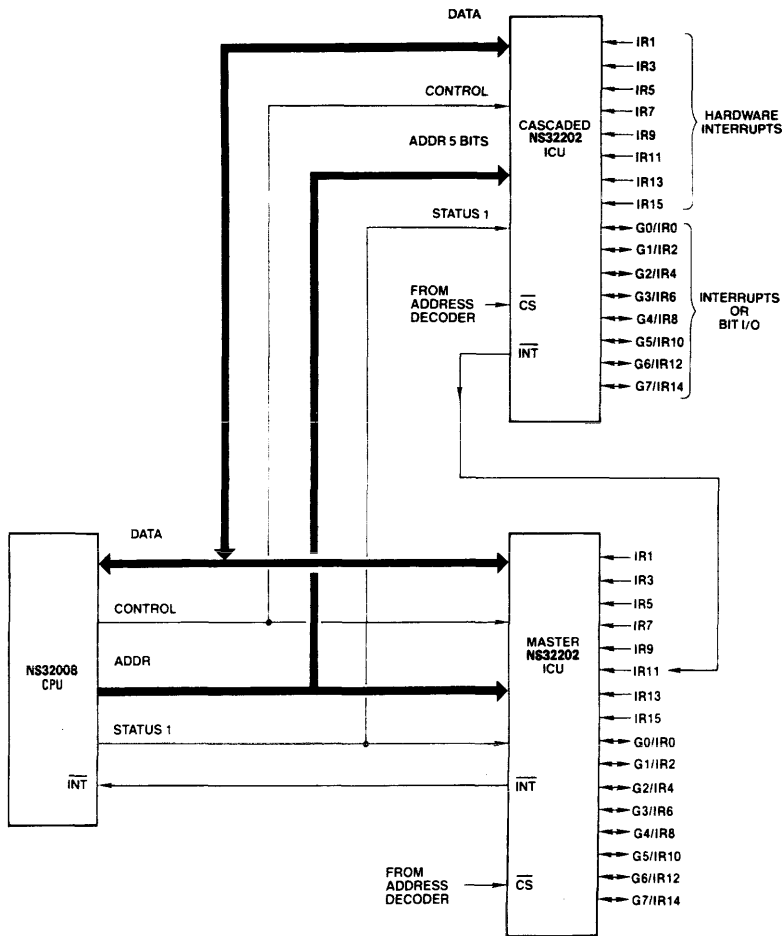 DATA
CONTROL
ADDR 5 BITS
STATUS 1
FROM
ADDRESS
DECODER
CASCADED
NS32202
ICU
CS
INT
IR1
IR3
IR5
IR7
IR9
IR11
IR13
IR15
G0/IR0
G1/IR2
G2/IR4
G3/IR6
G4/IR8
G5/IR10
G6/IR12
G7/IR14
HARDWARE
INTERRUPTS
INTERRUPTS
OR
BIT I/O
NS32008
CPU
INT
DATA
CONTROL
ADDR
STATUS 1
FROM
ADDRESS
DECODER
MASTER
NS32202
ICU
INT
CS
IR1
IR3
IR5
IR7
IR9
IR11
IR13
IR15
G0/IR0
G1/IR2
G2/IR4
G3/IR6
G4/IR8
G5/IR10
G6/IR12
G7/IR14